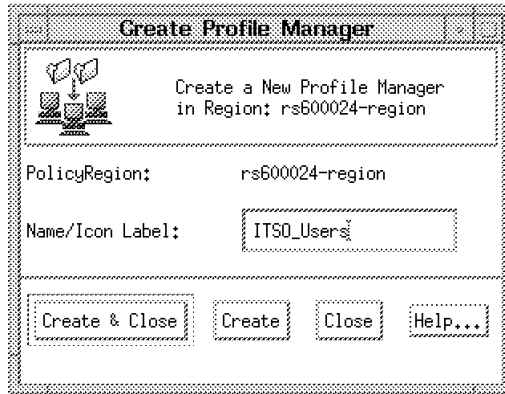 Create Profile Manager
Create a New Profile Manager
in Region: rs600024-region
PolicyRegion: rs600024-region
Name/Icon Label: ITSO_Users
Create & Close Create Close Help...